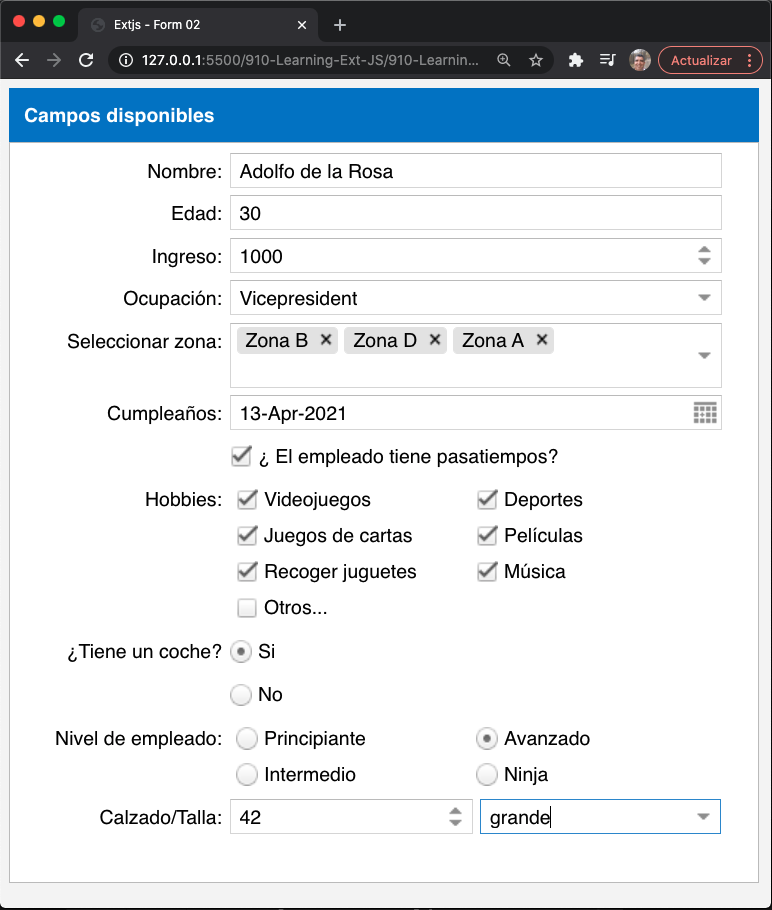 Extjs - Form 02
127.0.0.1:5500/910-Learning-Ext-JS/910-Learnin...
Actualizar
Campos disponibles
Nombre: Adolfo de la Rosa
Edad: 30
Ingreso: 1000
Ocupación: Vicepresident
Seleccionar zona: Zona B Zona D Zona A
Cumpleaños: 13-Apr-2021
¿ El empleado tiene pasatiempos?
Hobbies: Videojuegos Deportes
Juegos de cartas Películas
Recoger juguetes Música
Otros...
¿Tiene un coche? Si
No
Nivel de empleado: Principiante Avanzado
Intermedio Ninja
Calzado/Talla: 42 grande